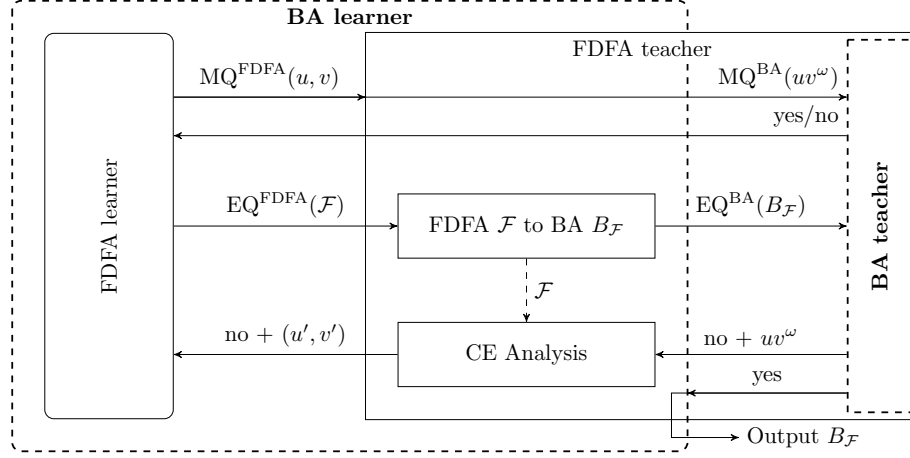 BA learner
FDFA teacher
MQ^FDFA(u, v)
MQ^BA(uv^ω)
yes/no
FDFA learner
EQ^FDFA(𝓕)
FDFA 𝓕 to BA B_𝓕
EQ^BA(B_𝓕)
BA teacher
𝓕
no + (u′, v′)
CE Analysis
no + uv^ω
yes
Output B_𝓕